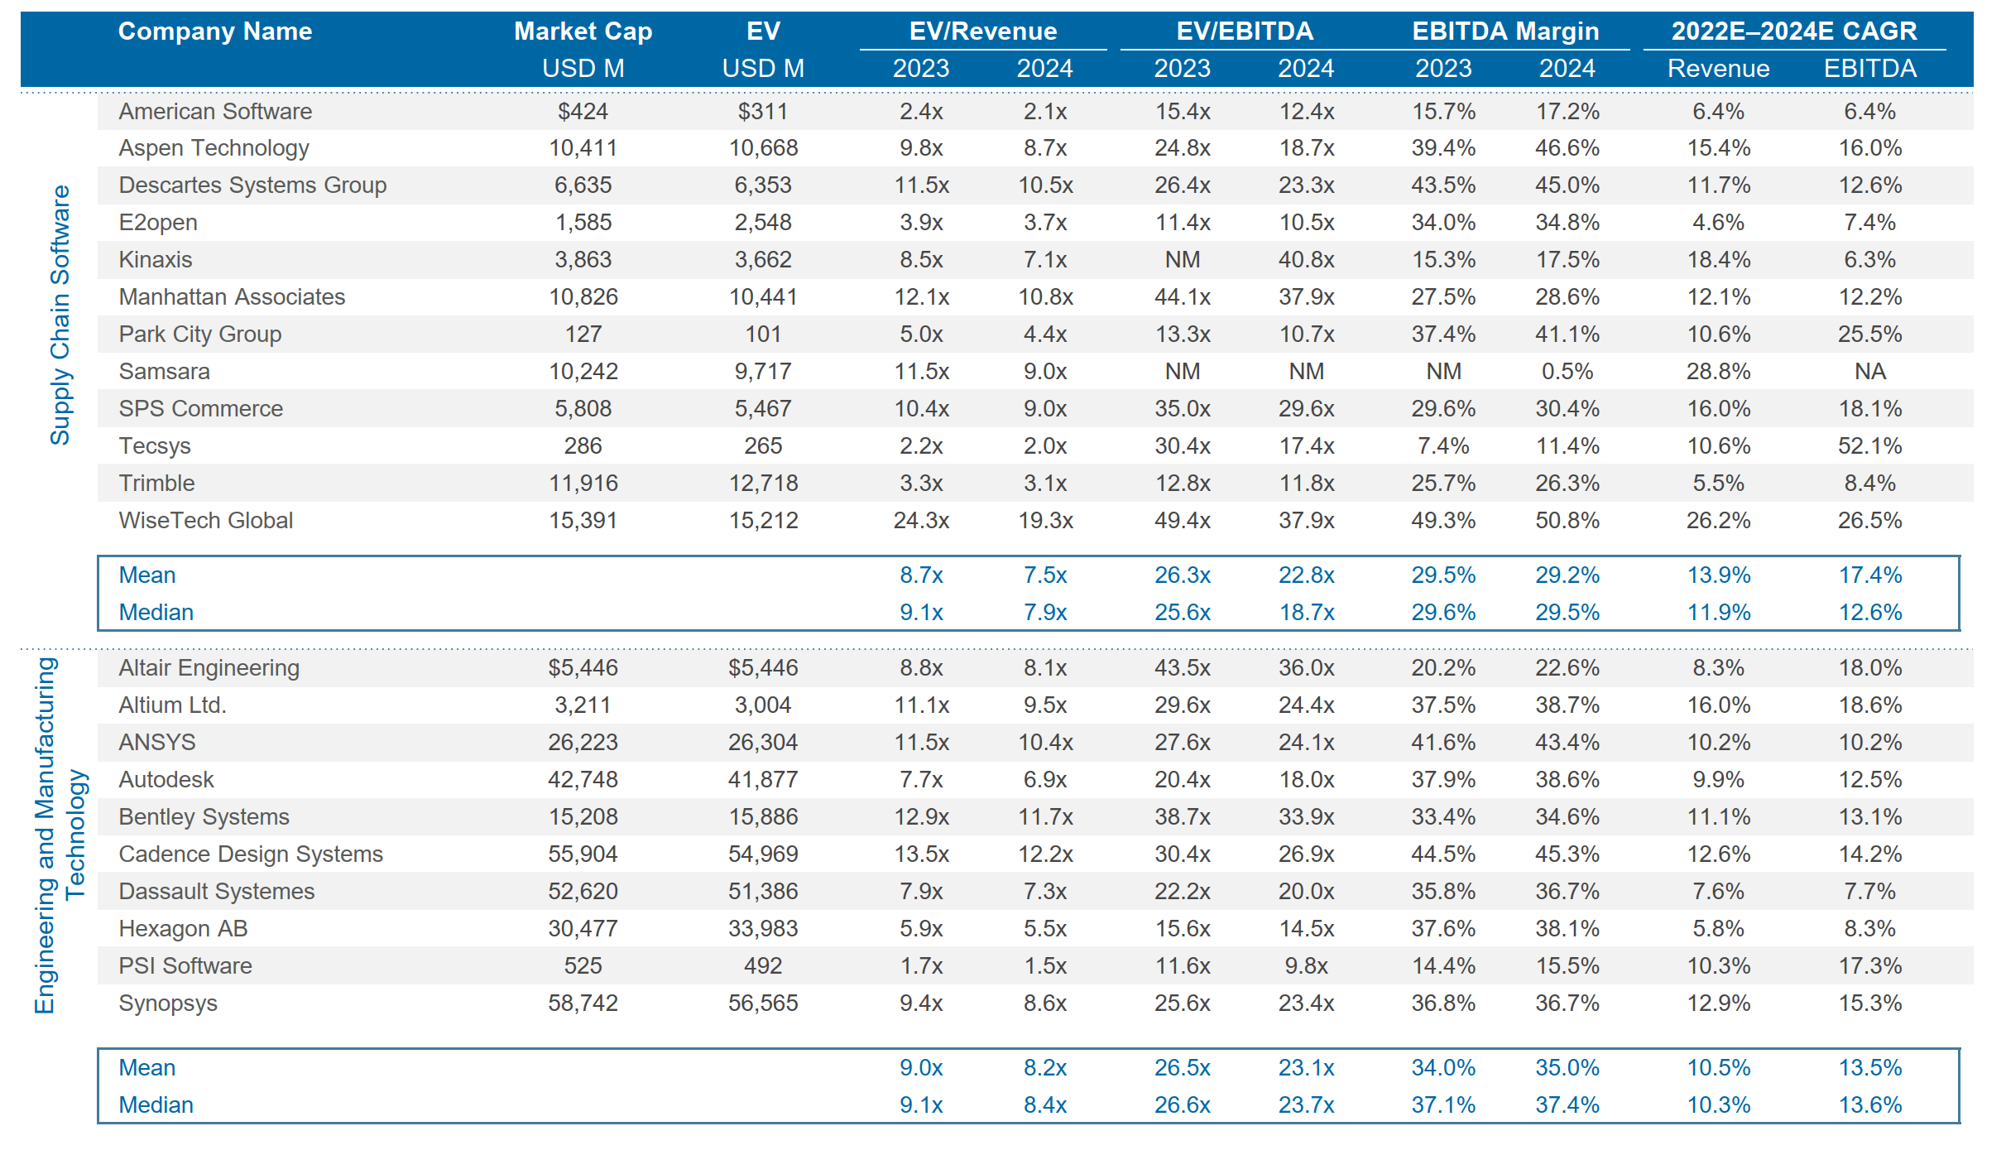 Company Name Market Cap EV EV/Revenue EV/EBITDA EBITDA Margin 2022E–2024E CAGR
USD M USD M 2023 2024 2023 2024 2023 2024 Revenue EBITDA
Supply Chain Software
American Software $424 $311 2.4x 2.1x 15.4x 12.4x 15.7% 17.2% 6.4% 6.4%
Aspen Technology 10,411 10,668 9.8x 8.7x 24.8x 18.7x 39.4% 46.6% 15.4% 16.0%
Descartes Systems Group 6,635 6,353 11.5x 10.5x 26.4x 23.3x 43.5% 45.0% 11.7% 12.6%
E2open 1,585 2,548 3.9x 3.7x 11.4x 10.5x 34.0% 34.8% 4.6% 7.4%
Kinaxis 3,863 3,662 8.5x 7.1x NM 40.8x 15.3% 17.5% 18.4% 6.3%
Manhattan Associates 10,826 10,441 12.1x 10.8x 44.1x 37.9x 27.5% 28.6% 12.1% 12.2%
Park City Group 127 101 5.0x 4.4x 13.3x 10.7x 37.4% 41.1% 10.6% 25.5%
Samsara 10,242 9,717 11.5x 9.0x NM NM NM 0.5% 28.8% NA
SPS Commerce 5,808 5,467 10.4x 9.0x 35.0x 29.6x 29.6% 30.4% 16.0% 18.1%
Tecsys 286 265 2.2x 2.0x 30.4x 17.4x 7.4% 11.4% 10.6% 52.1%
Trimble 11,916 12,718 3.3x 3.1x 12.8x 11.8x 25.7% 26.3% 5.5% 8.4%
WiseTech Global 15,391 15,212 24.3x 19.3x 49.4x 37.9x 49.3% 50.8% 26.2% 26.5%
Mean 8.7x 7.5x 26.3x 22.8x 29.5% 29.2% 13.9% 17.4%
Median 9.1x 7.9x 25.6x 18.7x 29.6% 29.5% 11.9% 12.6%
Engineering and Manufacturing
Technology
Altair Engineering $5,446 $5,446 8.8x 8.1x 43.5x 36.0x 20.2% 22.6% 8.3% 18.0%
Altium Ltd. 3,211 3,004 11.1x 9.5x 29.6x 24.4x 37.5% 38.7% 16.0% 18.6%
ANSYS 26,223 26,304 11.5x 10.4x 27.6x 24.1x 41.6% 43.4% 10.2% 10.2%
Autodesk 42,748 41,877 7.7x 6.9x 20.4x 18.0x 37.9% 38.6% 9.9% 12.5%
Bentley Systems 15,208 15,886 12.9x 11.7x 38.7x 33.9x 33.4% 34.6% 11.1% 13.1%
Cadence Design Systems 55,904 54,969 13.5x 12.2x 30.4x 26.9x 44.5% 45.3% 12.6% 14.2%
Dassault Systemes 52,620 51,386 7.9x 7.3x 22.2x 20.0x 35.8% 36.7% 7.6% 7.7%
Hexagon AB 30,477 33,983 5.9x 5.5x 15.6x 14.5x 37.6% 38.1% 5.8% 8.3%
PSI Software 525 492 1.7x 1.5x 11.6x 9.8x 14.4% 15.5% 10.3% 17.3%
Synopsys 58,742 56,565 9.4x 8.6x 25.6x 23.4x 36.8% 36.7% 12.9% 15.3%
Mean 9.0x 8.2x 26.5x 23.1x 34.0% 35.0% 10.5% 13.5%
Median 9.1x 8.4x 26.6x 23.7x 37.1% 37.4% 10.3% 13.6%